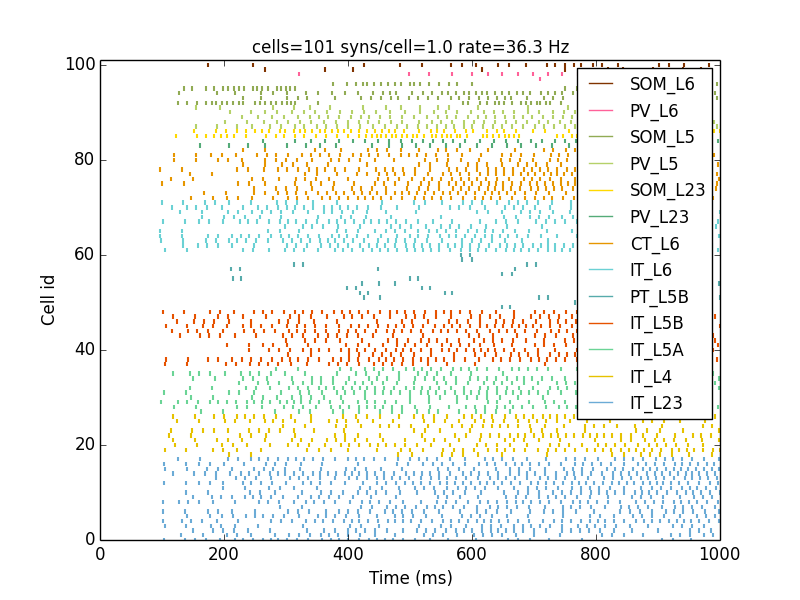 cells=101 syns/cell=1.0 rate=36.3 Hz
100
80
60
40
20
0
Cell id
0 200 400 600 800 1000
Time (ms)
SOM_L6
PV_L6
SOM_L5
PV_L5
SOM_L23
PV_L23
CT_L6
IT_L6
PT_L5B
IT_L5B
IT_L5A
IT_L4
IT_L23